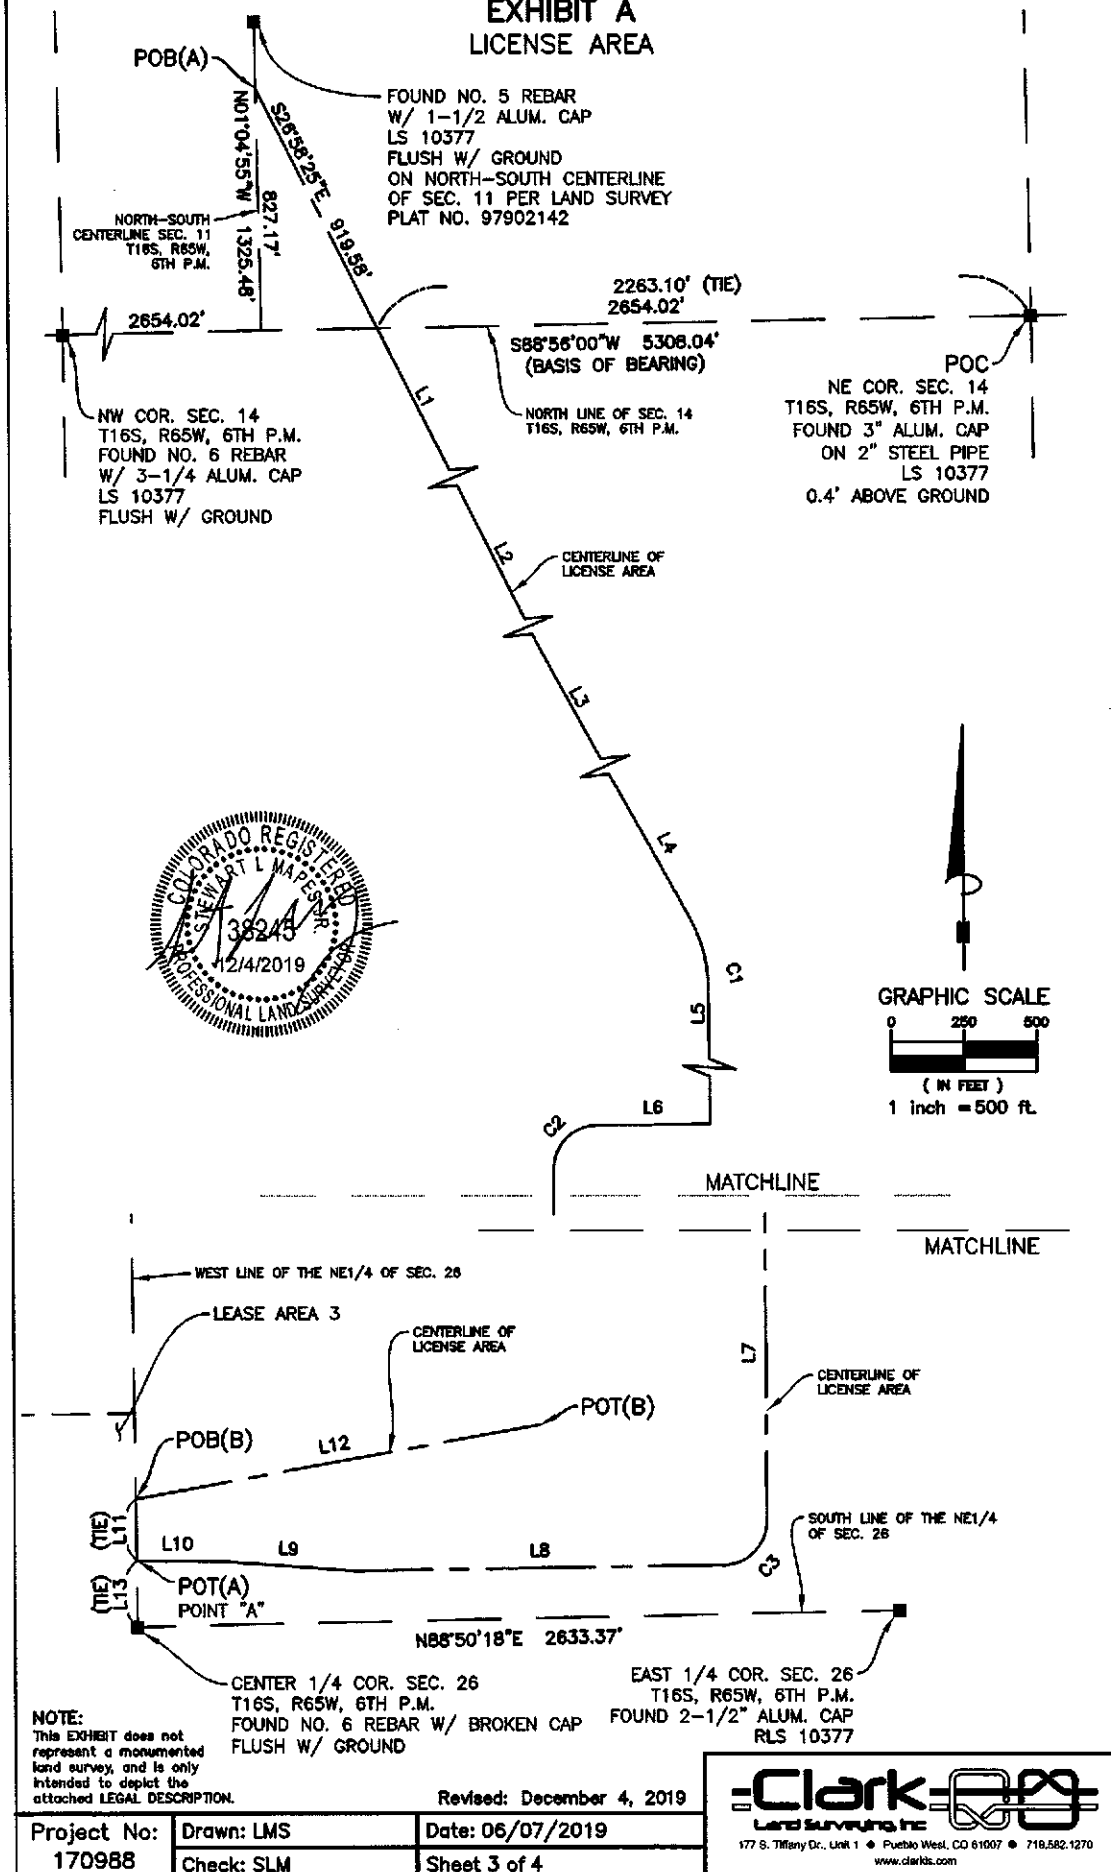 EXHIBIT A
LICENSE AREA
POB(A)
FOUND NO. 5 REBAR
W/ 1-1/2 ALUM. CAP
LS 10377
FLUSH W/ GROUND
ON NORTH-SOUTH CENTERLINE
OF SEC. 11 PER LAND SURVEY
PLAT NO. 97902142
N01°04'55"W 1325.48'
827.17'
S26°58'25"E 919.58'
NORTH-SOUTH
CENTERLINE SEC. 11
T16S, R65W,
6TH P.M.
2654.02'
2263.10' (TIE)
2654.02'
S88°56'00"W 5308.04'
(BASIS OF BEARING)
NORTH LINE OF SEC. 14
T16S, R65W, 6TH P.M.
POC
NE COR. SEC. 14
T16S, R65W, 6TH P.M.
FOUND 3" ALUM. CAP
ON 2" STEEL PIPE
LS 10377
0.4' ABOVE GROUND
NW COR. SEC. 14
T16S, R65W, 6TH P.M.
FOUND NO. 6 REBAR
W/ 3-1/4 ALUM. CAP
LS 10377
FLUSH W/ GROUND
L1
L2
CENTERLINE OF
LICENSE AREA
L3
L4
COLORADO REGISTERED
STEWART L MAPES JR
38245
12/4/2019
PROFESSIONAL LAND SURVEYOR
C1
L5
GRAPHIC SCALE
0 250 500
( IN FEET )
1 inch = 500 ft.
L6
C2
MATCHLINE
MATCHLINE
WEST LINE OF THE NE1/4 OF SEC. 26
LEASE AREA 3
CENTERLINE OF
LICENSE AREA
L7
CENTERLINE OF
LICENSE AREA
POT(B)
POB(B)
L12
(TIE)
L11
L10
L9
L8
C3
SOUTH LINE OF THE NE1/4
OF SEC. 26
(TIE)
L13
POT(A)
POINT "A"
N88°50'18"E 2633.37'
CENTER 1/4 COR. SEC. 26
T16S, R65W, 6TH P.M.
FOUND NO. 6 REBAR W/ BROKEN CAP
FLUSH W/ GROUND
EAST 1/4 COR. SEC. 26
T16S, R65W, 6TH P.M.
FOUND 2-1/2" ALUM. CAP
RLS 10377
NOTE:
This EXHIBIT does not
represent a monumented
land survey, and is only
intended to depict the
attached LEGAL DESCRIPTION.
Revised: December 4, 2019
Project No:
170988
Drawn: LMS
Check: SLM
Date: 06/07/2019
Sheet 3 of 4
Clark
Land Surveying, Inc
177 S. Tiffany Dr., Unit 1 ● Pueblo West, CO 81007 ● 719.582.1270
www.clarkls.com